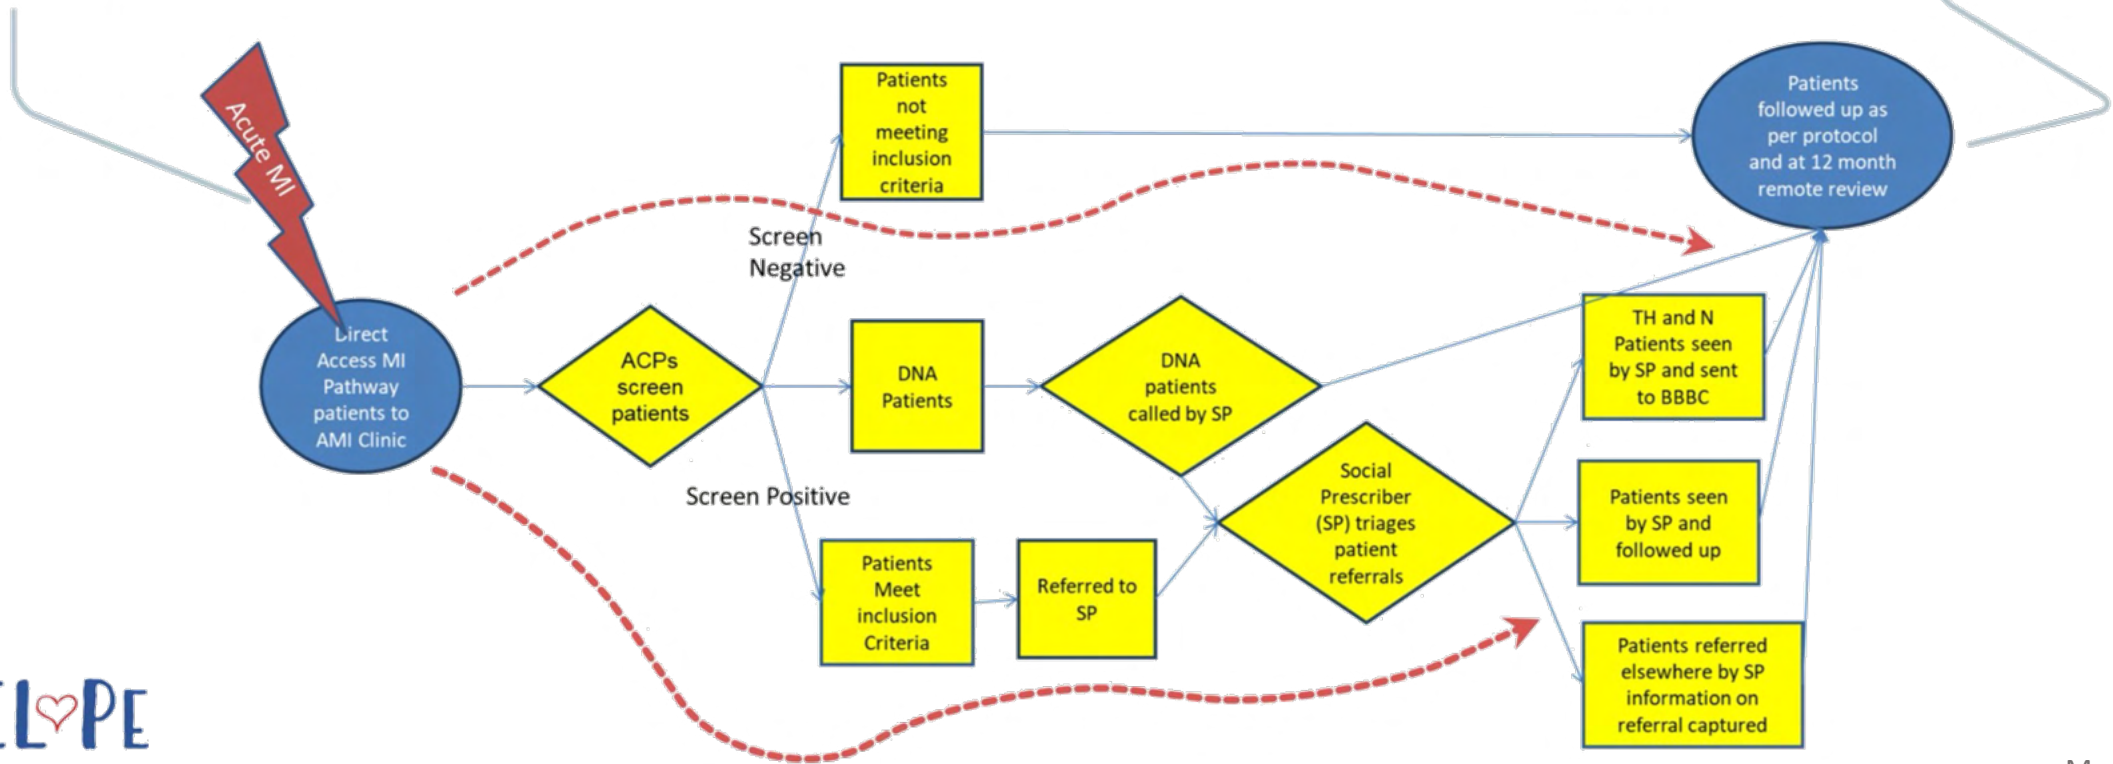 Acute MI
Direct
Access MI
Pathway
patients to
AMI Clinic
ACPs
screen
patients
Screen
Negative
Screen Positive
Patients
not
meeting
inclusion
criteria
DNA
Patients
Patients
Meet
inclusion
Criteria
Referred to
SP
DNA
patients
called by SP
Social
Prescriber
(SP) triages
patient
referrals
TH and N
Patients seen
by SP and sent
to BBBC
Patients seen
by SP and
followed up
Patients referred
elsewhere by SP
information on
referral captured
Patients
followed up as
per protocol
and at 12 month
remote review